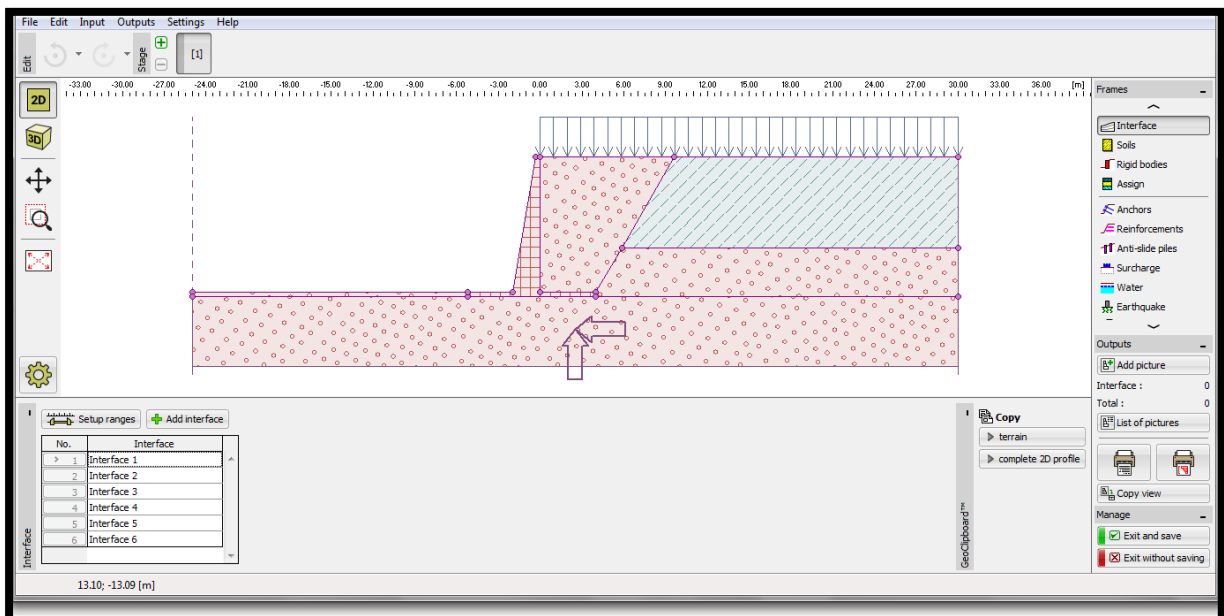 File Edit Input Outputs Settings Help
Edit
Stage
[1]
-33.00 -30.00 -27.00 -24.00 -21.00 -18.00 -15.00 -12.00 -9.00 -6.00 -3.00 0.00 3.00 6.00 9.00 12.00 15.00 18.00 21.00 24.00 27.00 30.00 33.00 36.00 [m]
2D
3D
Frames
Interface
Soils
Rigid bodies
Assign
Anchors
Reinforcements
Anti-slide piles
Surcharge
Water
Earthquake
Outputs
Add picture
Interface : 0
Total : 0
List of pictures
Copy view
Manage
Exit and save
Exit without saving
Interface
Setup ranges Add interface
No. Interface
> 1 Interface 1
2 Interface 2
3 Interface 3
4 Interface 4
5 Interface 5
6 Interface 6
GeoClipboard™
Copy
terrain
complete 2D profile
13.10; -13.09 [m]